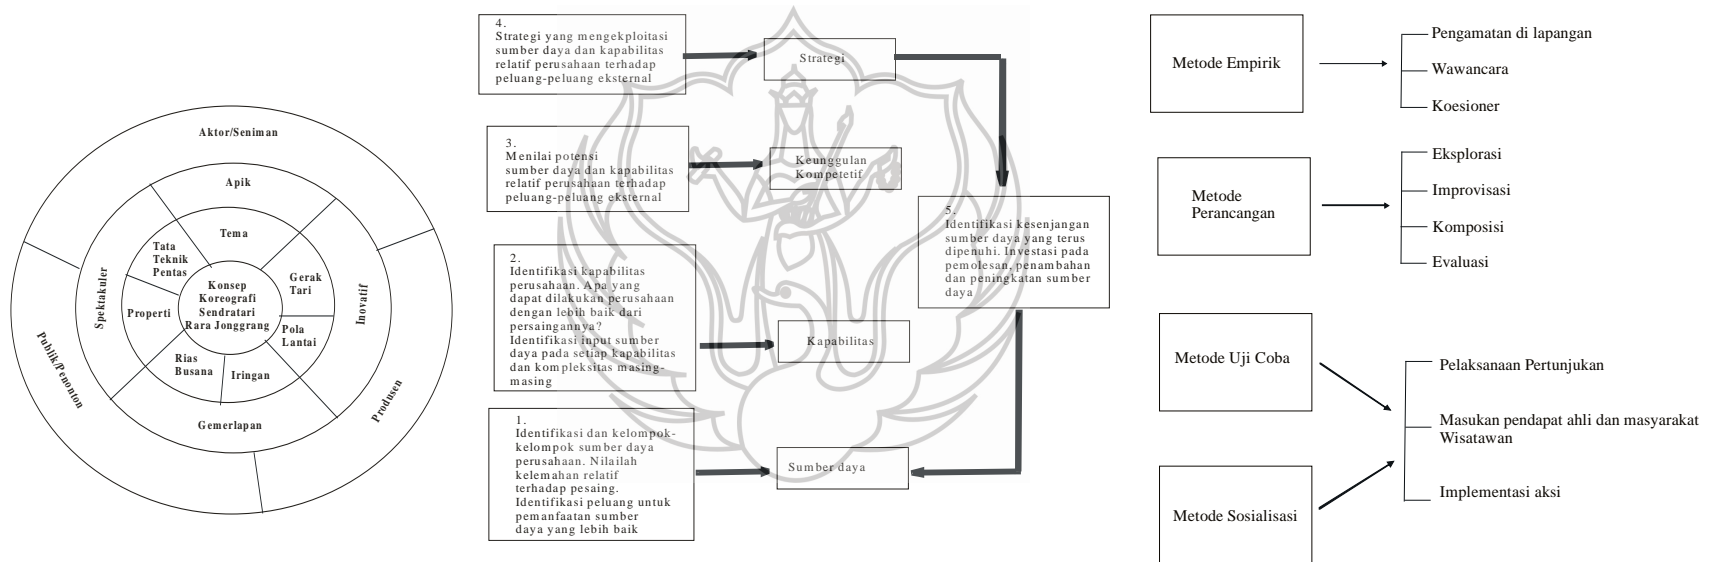 Aktor/Seniman
Apik
Tema
Tata
Teknik
Pentas
Gerak
Tari
Konsep
Koreografi
Sendratari
Rara Jonggrang
Spektakuler
Inovatif
Properti
Pola
Lantai
Rias
Busana
Iringan
Gemerlapan
Publik/Penonton
Produsen
4.
Strategi yang mengekploitasi
sumber daya dan kapabilitas
relatif perusahaan terhadap
peluang-peluang eksternal
Strategi
3.
Menilai potensi
sumber daya dan kapabilitas
relatif perusahaan terhadap
peluang-peluang eksternal
Keunggulan
Kompetetif
2.
Identifikasi kapabilitas
perusahaan. Apa yang
dapat dilakukan perusahaan
dengan lebih baik dari
persaingannya?
Identifikasi input sumber
daya pada setiap kapabilitas
dan kompleksitas masing-
masing
Kapabilitas
1.
Identifikasi dan kelompok-
kelompok sumber daya
perusahaan. Nilailah
kelemahan relatif
terhadap pesaing.
Identifikasi peluang untuk
pemanfaatan sumber
daya yang lebih baik
Sumber daya
5.
Identifikasi kesenjangan
sumber daya yang terus
dipenuhi. Investasi pada
pemolesan, penambahan
dan peningkatan sumber
daya
Metode Empirik
Pengamatan di lapangan
Wawancara
Koesioner
Metode
Perancangan
Eksplorasi
Improvisasi
Komposisi
Evaluasi
Metode Uji Coba
Pelaksanaan Pertunjukan
Masukan pendapat ahli dan masyarakat
Wisatawan
Implementasi aksi
Metode Sosialisasi